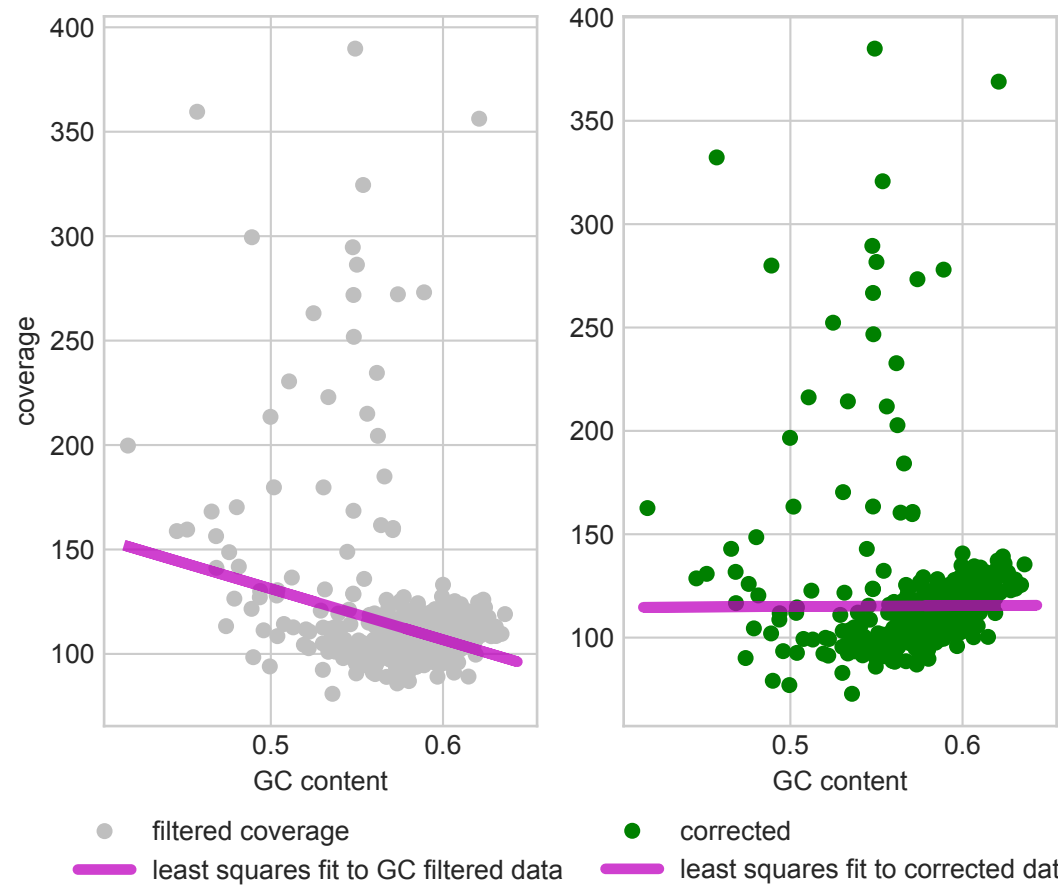 400
350
300
250
200
150
100
coverage
0.5
0.6
GC content
400
350
300
250
200
150
100
0.5
0.6
GC content
filtered coverage
least squares fit to GC filtered data
corrected
least squares fit to corrected dat